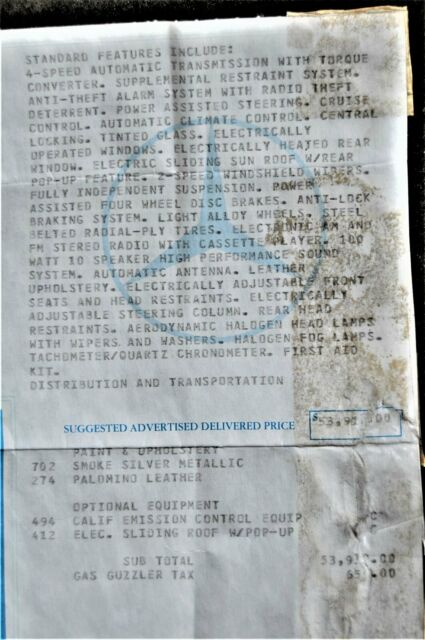 STANDARD FEATURES INCLUDE:
4-SPEED AUTOMATIC TRANSMISSION WITH TORQUE
CONVERTER. SUPPLEMENTAL RESTRAINT SYSTEM.
ANTI-THEFT ALARM SYSTEM WITH RADIO THEFT
DETERRENT. POWER ASSISTED STEERING. CRUISE
CONTROL. AUTOMATIC CLIMATE CONTROL. CENTRAL
LOCKING. TINTED GLASS. ELECTRICALLY
OPERATED WINDOWS. ELECTRICALLY HEATED REAR
WINDOW. ELECTRIC SLIDING SUN ROOF W/REAR
POP-UP FEATURE. 2-SPEED WINDSHIELD WIPERS.
FULLY INDEPENDENT SUSPENSION. POWER
ASSISTED FOUR WHEEL DISC BRAKES. ANTI-LOCK
BRAKING SYSTEM. LIGHT ALLOY WHEELS. STEEL
BELTED RADIAL-PLY TIRES. ELECTRONIC AM AND
FM STEREO RADIO WITH CASSETTE PLAYER. 100
WATT 10 SPEAKER HIGH PERFORMANCE SOUND
SYSTEM. AUTOMATIC ANTENNA. LEATHER
UPHOLSTERY. ELECTRICALLY ADJUSTABLE FRONT
SEATS AND HEAD RESTRAINTS. ELECTRICALLY
ADJUSTABLE STEERING COLUMN. REAR HEAD
RESTRAINTS. AERODYNAMIC HALOGEN HEAD LAMPS
WITH WIPERS AND WASHERS. HALOGEN FOG LAMPS.
TACHOMETER/QUARTZ CHRONOMETER. FIRST AID
KIT.
DISTRIBUTION AND TRANSPORTATION
SUGGESTED ADVERTISED DELIVERED PRICE $
PAINT & UPHOLSTERY
702 SMOKE SILVER METALLIC
274 PALOMINO LEATHER
OPTIONAL EQUIPMENT
494 CALIF EMISSION CONTROL EQUIP
412 ELEC. SLIDING ROOF W/POP-UP
SUB TOTAL
GAS GUZZLER TAX